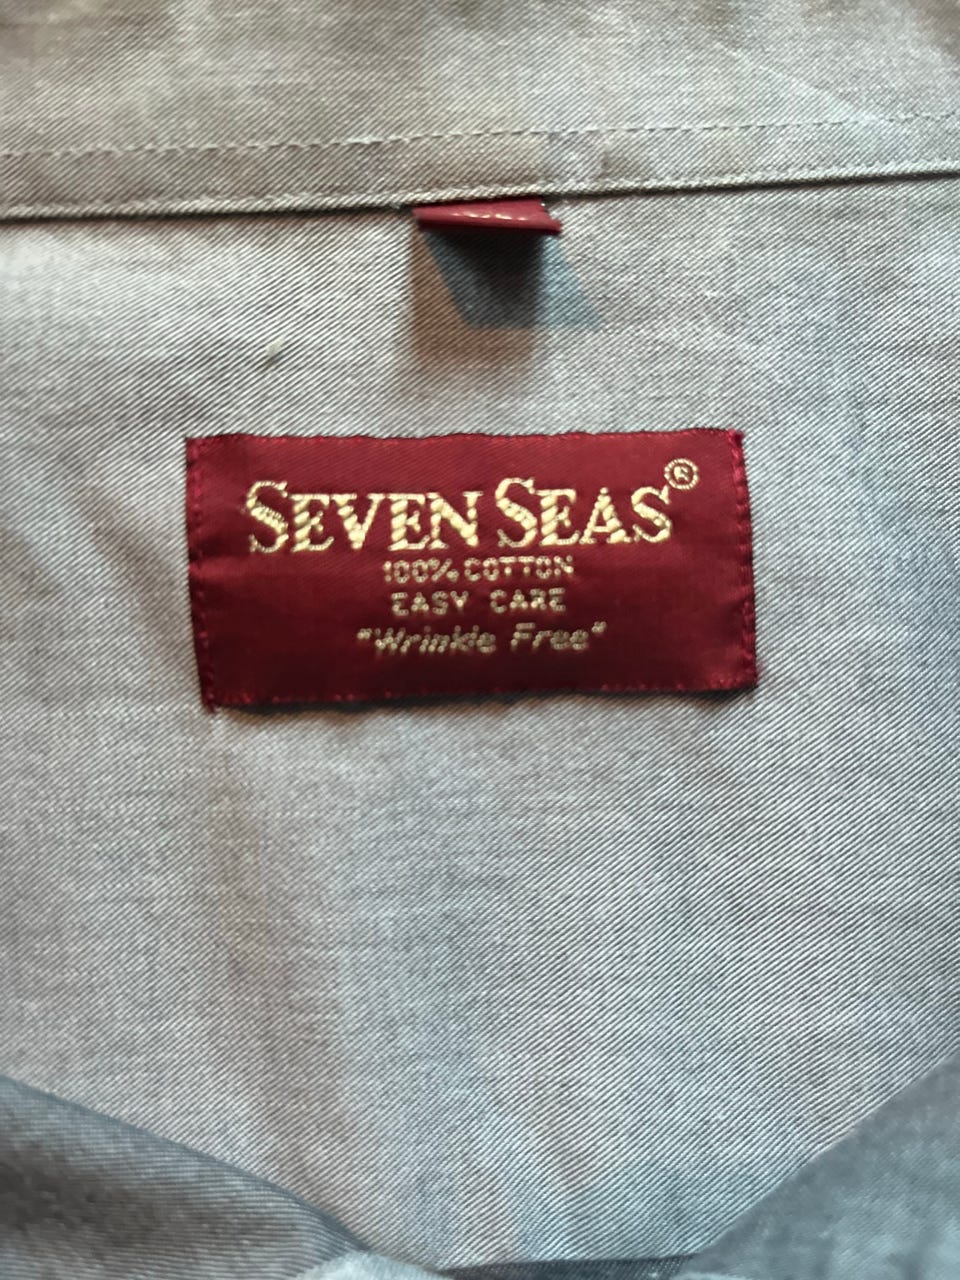 SEVEN SEAS®
100% COTTON
EASY CARE
"Wrinkle Free"